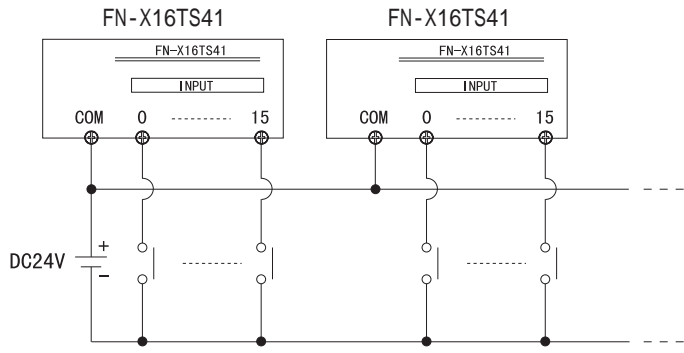 FN-X16TS41 FN-X16TS41
FN-X16TS41 FN-X16TS41
INPUT INPUT
COM 0 --------- 15 COM 0 --------- 15
+
DC24V
−